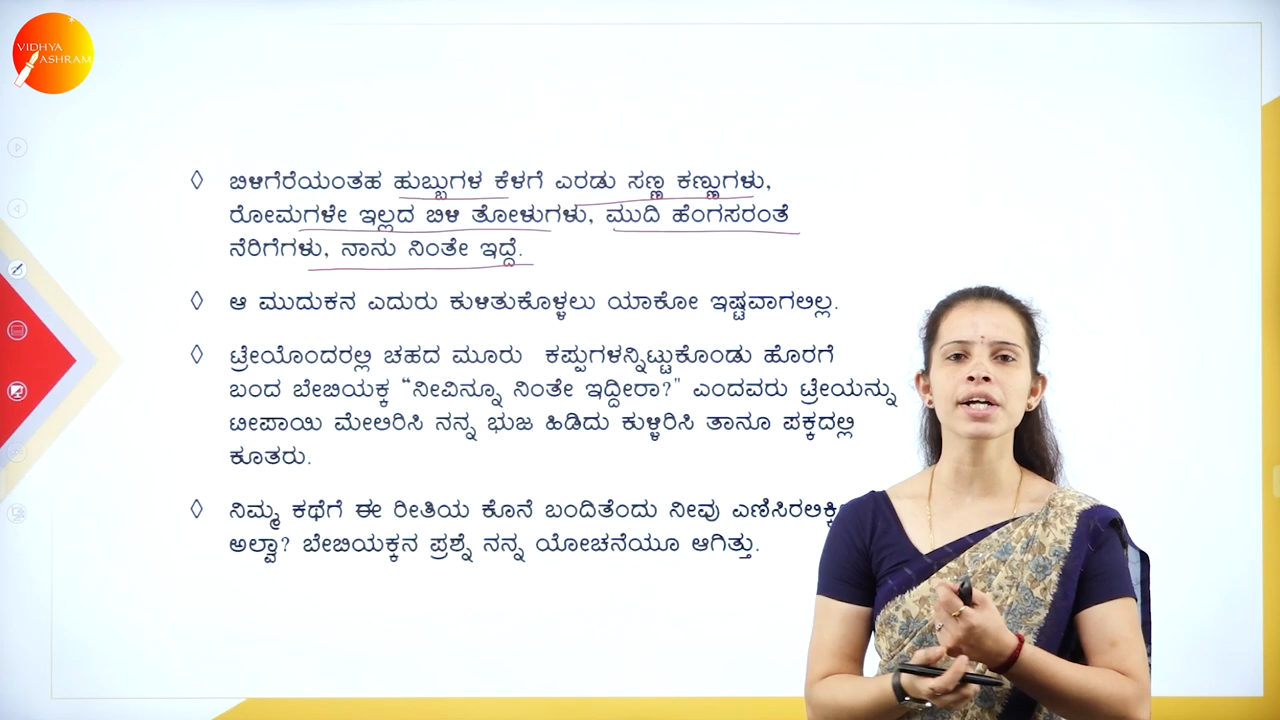 VIDHYA
ASHRAM
ಬಿಳಿಗೆರೆಯಂತಹ ಹುಬ್ಬುಗಳ ಕೆಳಗೆ ಎರಡು ಸಣ್ಣ ಕಣ್ಣುಗಳು,
ರೋಮಗಳೇ ಇಲ್ಲದ ಬಿಳಿ ತೋಳುಗಳು, ಮುದಿ ಹೆಂಗಸರಂತೆ
ನೆರಿಗೆಗಳು, ನಾನು ನಿಂತೇ ಇದ್ದೆ.
ಆ ಮುದುಕನ ಎದುರು ಕುಳಿತುಕೊಳ್ಳಲು ಯಾಕೋ ಇಷ್ಟವಾಗಲಿಲ್ಲ.
ಟ್ರೇಯೊಂದರಲ್ಲಿ ಚಹದ ಮೂರು ಕಪ್ಪುಗಳನ್ನಿಟ್ಟುಕೊಂಡು ಹೊರಗೆ
ಬಂದ ಬೇಬಿಯಕ್ಕ “ನೀವಿನ್ನೂ ನಿಂತೇ ಇದ್ದೀರಾ?" ಎಂದವರು ಟ್ರೇಯನ್ನು
ಟೀಪಾಯಿ ಮೇಲಿರಿಸಿ ನನ್ನ ಭುಜ ಹಿಡಿದು ಕುಳ್ಳಿರಿಸಿ ತಾನೂ ಪಕ್ಕದಲ್ಲಿ
ಕೂತರು.
ನಿಮ್ಮ ಕಥೆಗೆ ಈ ರೀತಿಯ ಕೊನೆ ಬಂದಿತೆಂದು ನೀವು
ಅಲ್ವಾ? ಬೇಬಿಯಕ್ಕನ ಪ್ರಶ್ನೆ ನನ್ನ ಯೋಚನೆಯೂ ಆಗಿತ್ತು.